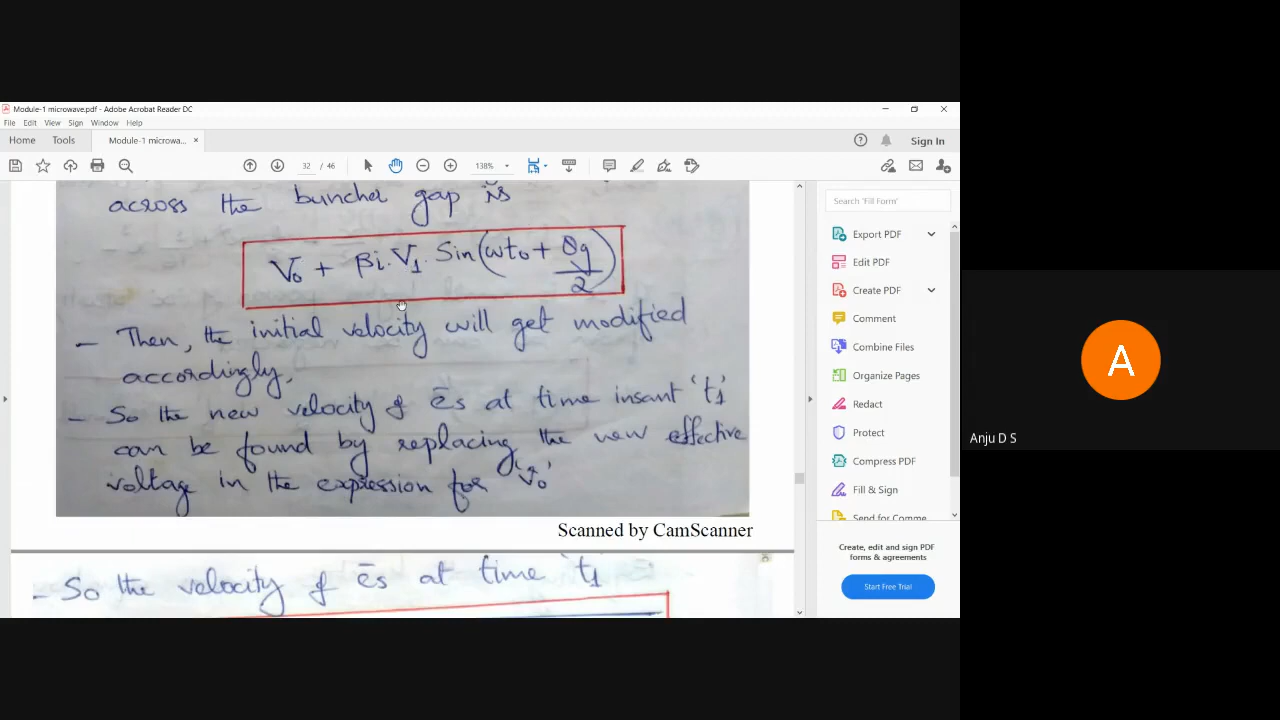 Module-1 microwave.pdf - Adobe Acrobat Reader DC
File Edit View Sign Window Help
Home Tools Module-1 microwa... × Sign In
32 / 46 138%
across the buncher gap is
V₀ + βi. V₁. Sin(ωt₀ + θg/2)
- Then, the initial velocity will get modified
accordingly,
- So the new velocity of ēs at time insant 't₁'
can be found by replacing the new effective
voltage in the expression for 'v₀'
Scanned by CamScanner
- So the velocity of ēs at time 't₁
Search 'Fill Form'
Export PDF
Edit PDF
Create PDF
Comment
Combine Files
Organize Pages
Redact
Protect
Compress PDF
Fill & Sign
Send for Comme
Create, edit and sign PDF
forms & agreements
Start Free Trial
A
Anju D S